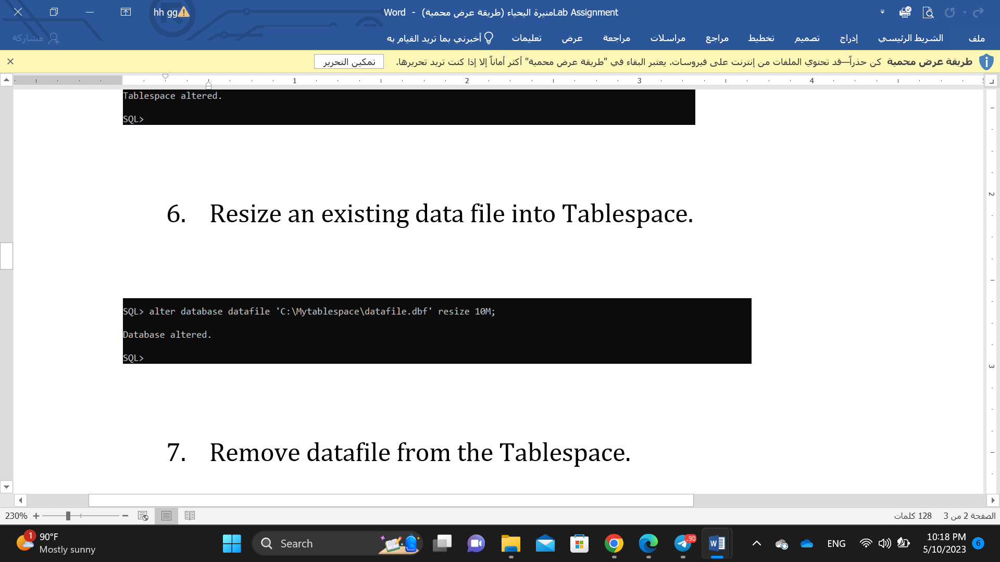 hh gg
منيرة اليحياء (طريقة عرض محمية) - Word Lab Assignment
ملف الشريط الرئيسي إدراج تصميم تخطيط مراجع مراسلات مراجعة عرض تعليمات أخبرني بما تريد القيام به مشاركة
طريقة عرض محمية كن حذراً—قد تحتوي الملفات من إنترنت على فيروسات. يعتبر البقاء في "طريقة عرض محمية" أكثر أماناً إلا إذا كنت تريد تحريرها. تمكين التحرير
1 2 3 4
Tablespace altered.
SQL>
2
6. Resize an existing data file into Tablespace.
SQL> alter database datafile 'C:\Mytablespace\datafile.dbf' resize 10M;
Database altered.
SQL>
3
7. Remove datafile from the Tablespace.
230%
الصفحة 2 من 3 128 كلمات
1
90°F
Mostly sunny
Search
..90
ENG
10:18 PM
5/10/2023
6